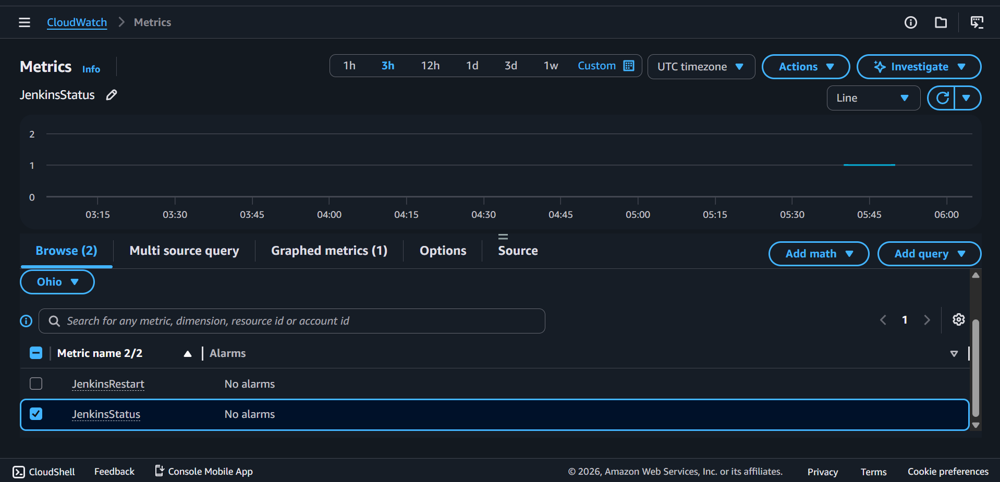 CloudWatch > Metrics
Metrics Info
1h 3h 12h 1d 3d 1w Custom UTC timezone Actions Investigate
JenkinsStatus
Line
2
1
0
03:15 03:30 03:45 04:00 04:15 04:30 04:45 05:00 05:15 05:30 05:45 06:00
Browse (2) Multi source query Graphed metrics (1) Options Source Add math Add query
Ohio
Search for any metric, dimension, resource id or account id
1
Metric name 2/2 Alarms
JenkinsRestart No alarms
JenkinsStatus No alarms
CloudShell Feedback Console Mobile App © 2026, Amazon Web Services, Inc. or its affiliates. Privacy Terms Cookie preferences